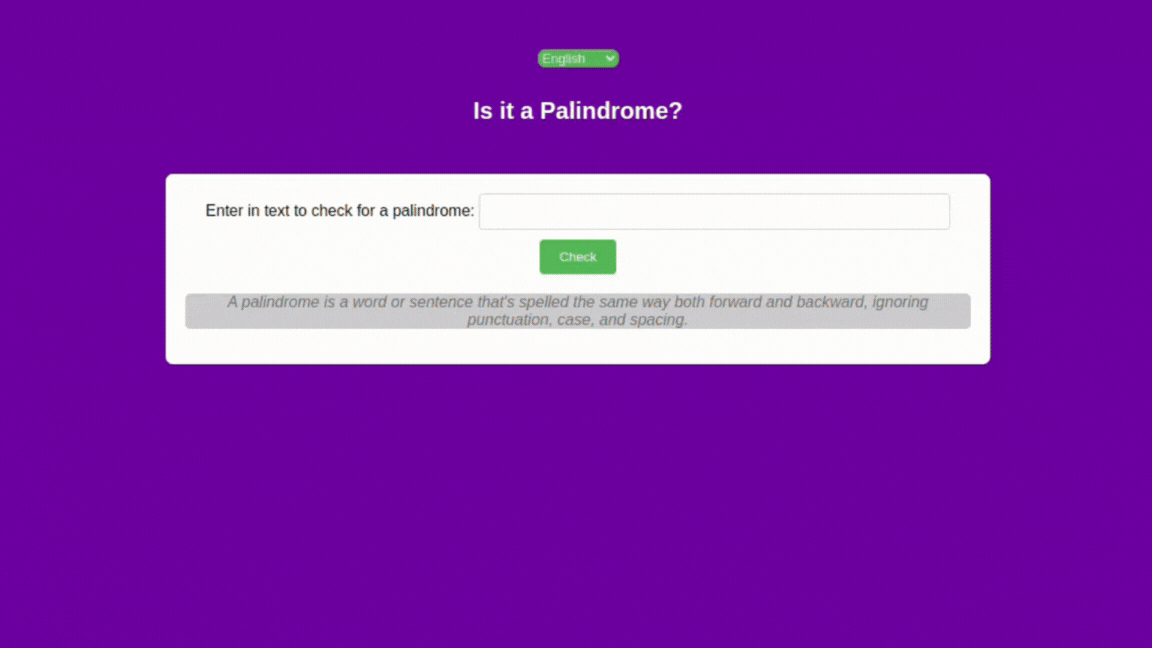 English
Is it a Palindrome?
Enter in text to check for a palindrome:
Check
A palindrome is a word or sentence that's spelled the same way both forward and backward, ignoring
punctuation, case, and spacing.